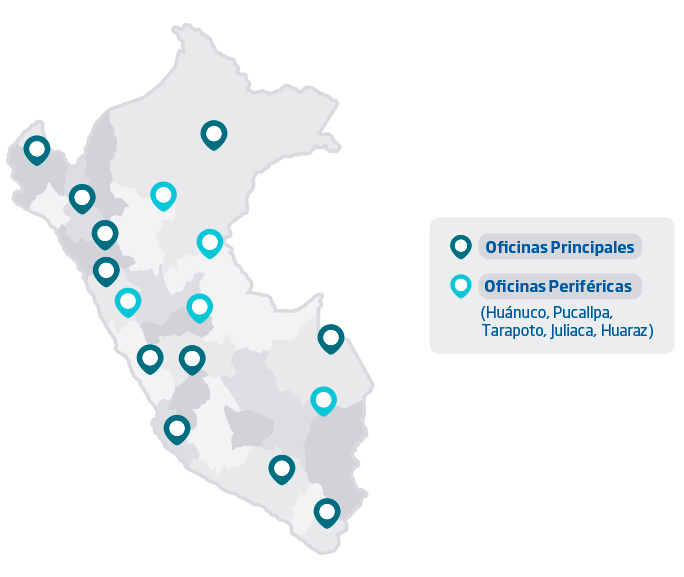 Oficinas Principales
Oficinas Periféricas
(Huánuco, Pucallpa,
Tarapoto, Juliaca, Huaraz)